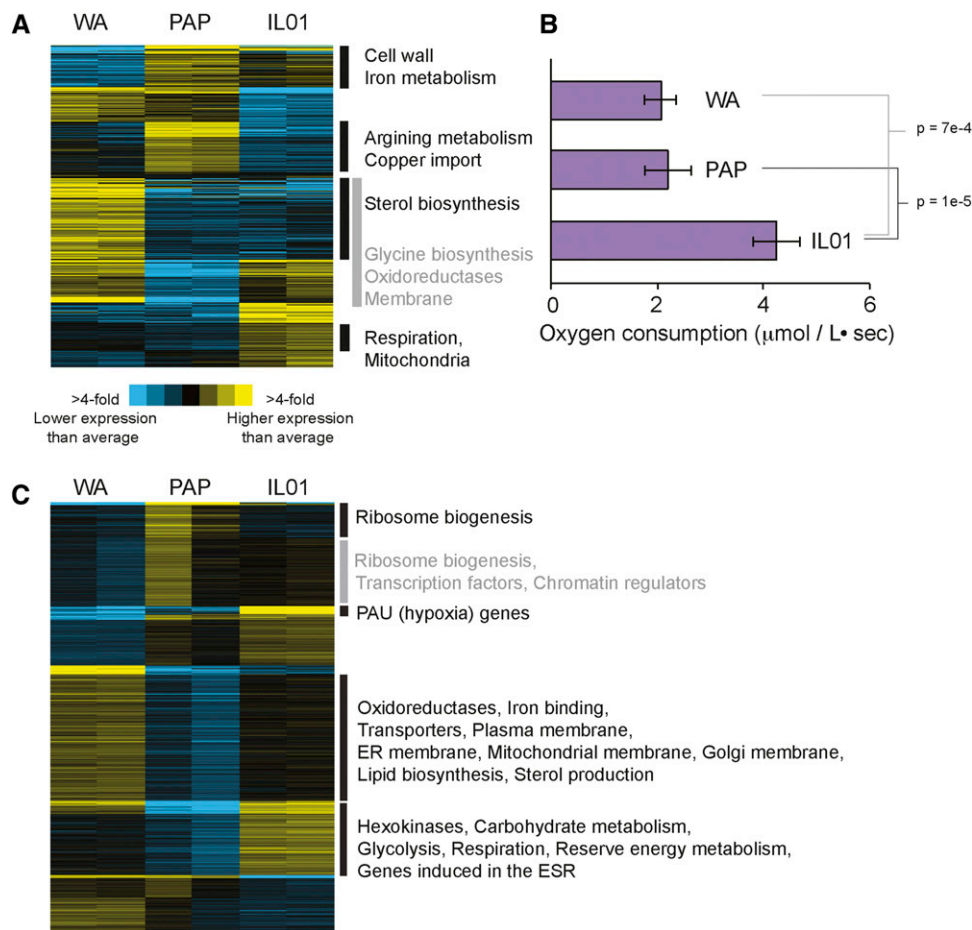 A
WA PAP IL01
Cell wall
Iron metabolism
Argining metabolism
Copper import
Sterol biosynthesis
Glycine biosynthesis
Oxidoreductases
Membrane
Respiration,
Mitochondria
>4-fold
Lower expression
than average
>4-fold
Higher expression
than average
B
WA
PAP
IL01
p = 7e-4
p = 1e-5
0 2 4 6
Oxygen consumption (μmol / L• sec)
C
WA PAP IL01
Ribosome biogenesis
Ribosome biogenesis,
Transcription factors, Chromatin regulators
PAU (hypoxia) genes
Oxidoreductases, Iron binding,
Transporters, Plasma membrane,
ER membrane, Mitochondrial membrane, Golgi membrane,
Lipid biosynthesis, Sterol production
Hexokinases, Carbohydrate metabolism,
Glycolysis, Respiration, Reserve energy metabolism,
Genes induced in the ESR